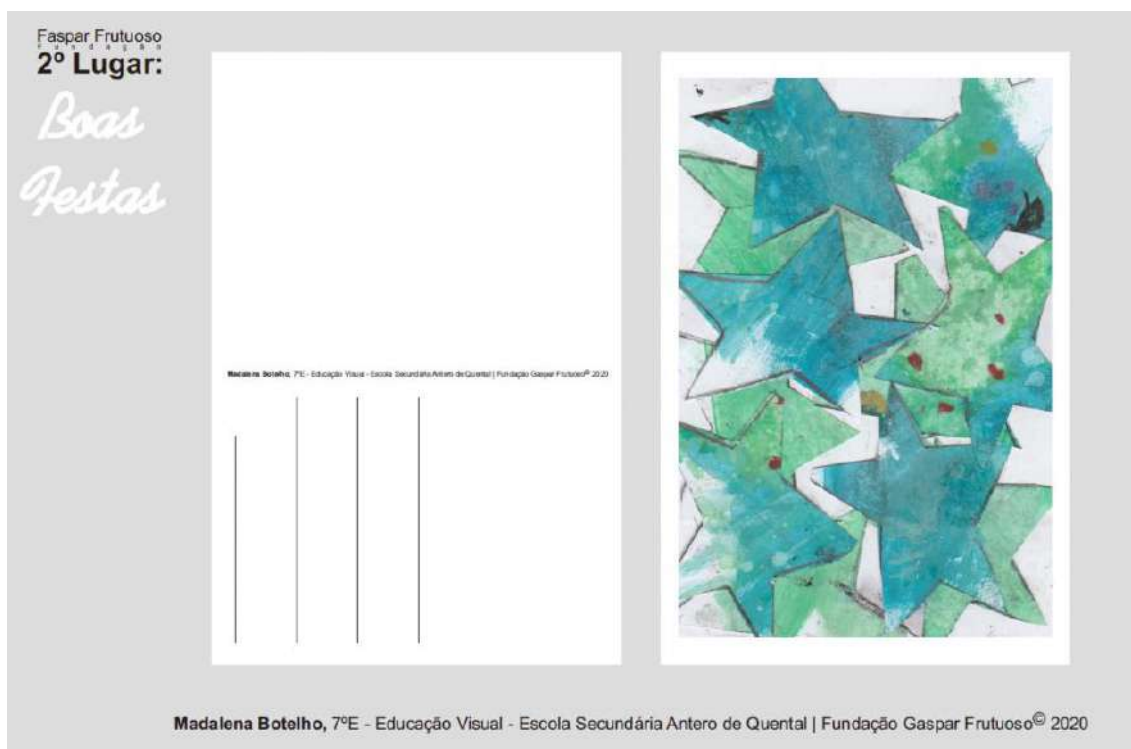 Faspar Frutuoso
Fundação
2º Lugar:
Boas
Festas
Madalena Botelho, 7ºE - Educação Visual - Escola Secundária Antero de Quental | Fundação Gaspar Frutuoso© 2020
Madalena Botelho, 7ºE - Educação Visual - Escola Secundária Antero de Quental | Fundação Gaspar Frutuoso© 2020